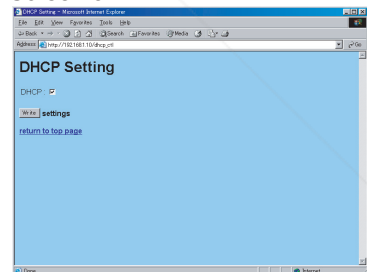 DHCP Setting - Microsoft Internet Explorer
File Edit View Favorites Tools Help
Back Search Favorites Media
Address http://192.168.1.10/dhcp_ctl Go
DHCP Setting
DHCP :
Write settings
return to top page
Done Internet